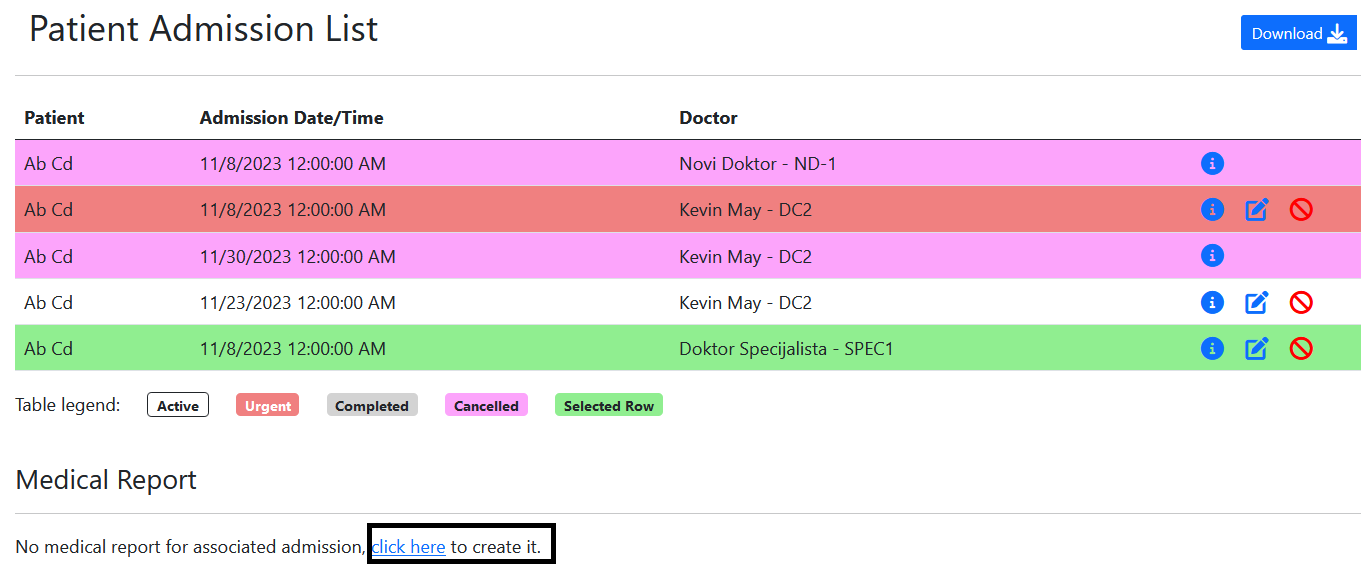 Patient Admission List
Download
Patient Admission Date/Time Doctor
Ab Cd 11/8/2023 12:00:00 AM Novi Doktor - ND-1
Ab Cd 11/8/2023 12:00:00 AM Kevin May - DC2
Ab Cd 11/30/2023 12:00:00 AM Kevin May - DC2
Ab Cd 11/23/2023 12:00:00 AM Kevin May - DC2
Ab Cd 11/8/2023 12:00:00 AM Doktor Specijalista - SPEC1
Table legend: Active Urgent Completed Cancelled Selected Row
Medical Report
No medical report for associated admission, click here to create it.